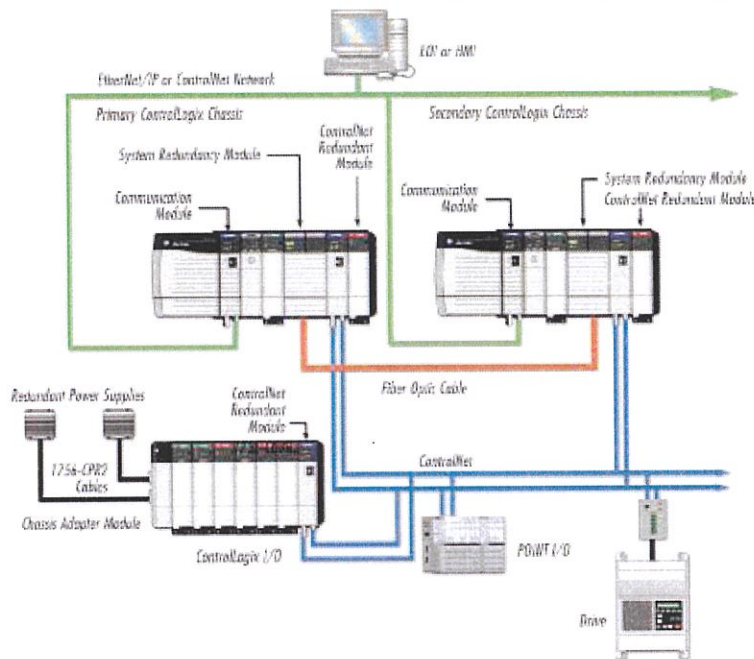 EOI or HMI
EtherNet/IP or ControlNet Network
Primary ControlLogix Chassis
Secondary ControlLogix Chassis
ControlNet
Redundant
Module
System Redundancy Module
Communication
Module
System Redundancy Module
ControlNet Redundant Module
Communication
Module
Fiber Optic Cable
Redundant Power Supplies
ControlNet
Redundant
Module
1756-CPR2
Cables
Chassis Adapter Module
ControlLogix I/O
ControlNet
POINT I/O
Drive